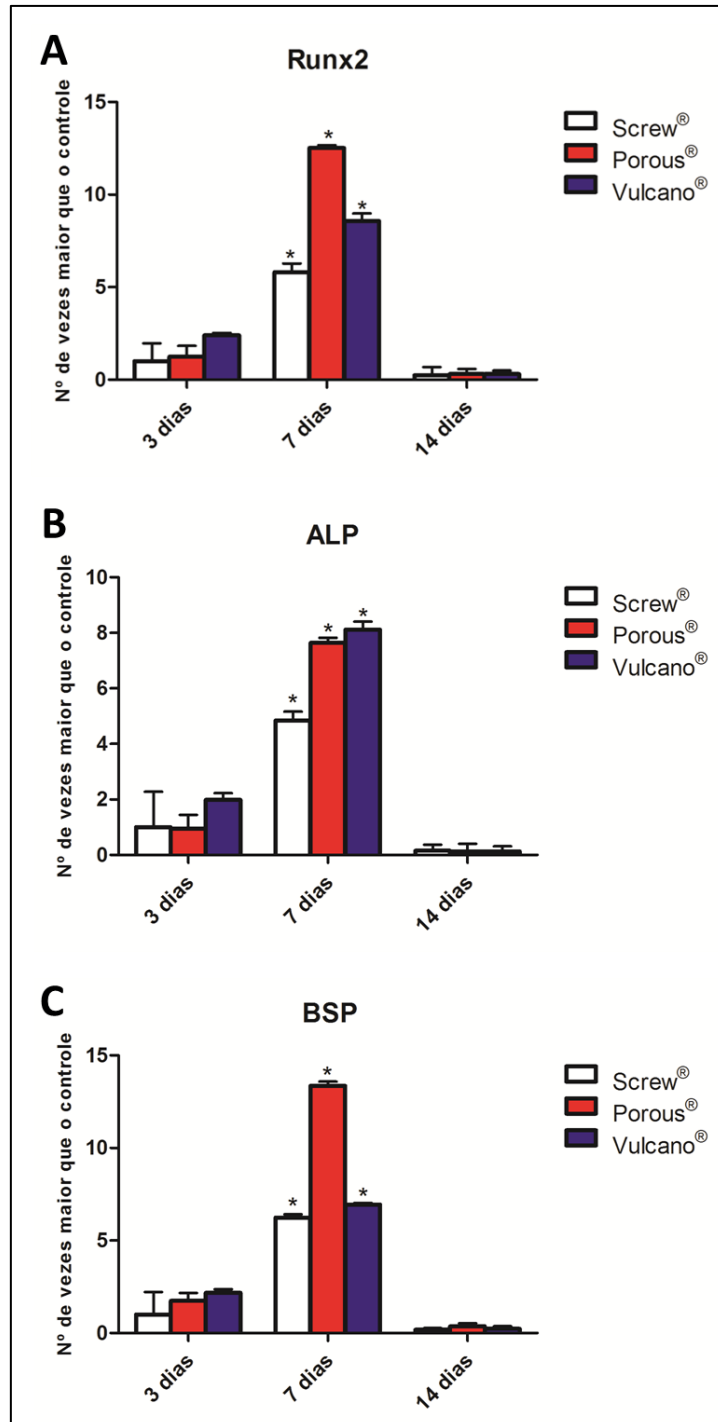 A
Runx2
Nº de vezes maior que o controle
15
10
5
0
*
*
*
3 dias
7 dias
14 dias
Screw®
Porous®
Vulcano®
B
ALP
Nº de vezes maior que o controle
10
8
6
4
2
0
*
*
*
3 dias
7 dias
14 dias
Screw®
Porous®
Vulcano®
C
BSP
Nº de vezes maior que o controle
15
10
5
0
*
*
*
3 dias
7 dias
14 dias
Screw®
Porous®
Vulcano®